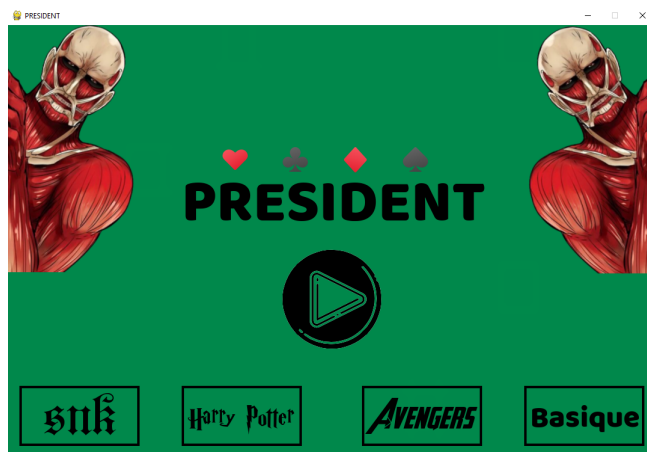 PRESIDENT
PRESIDENT
snk
Harry Potter
AVENGERS
Basique